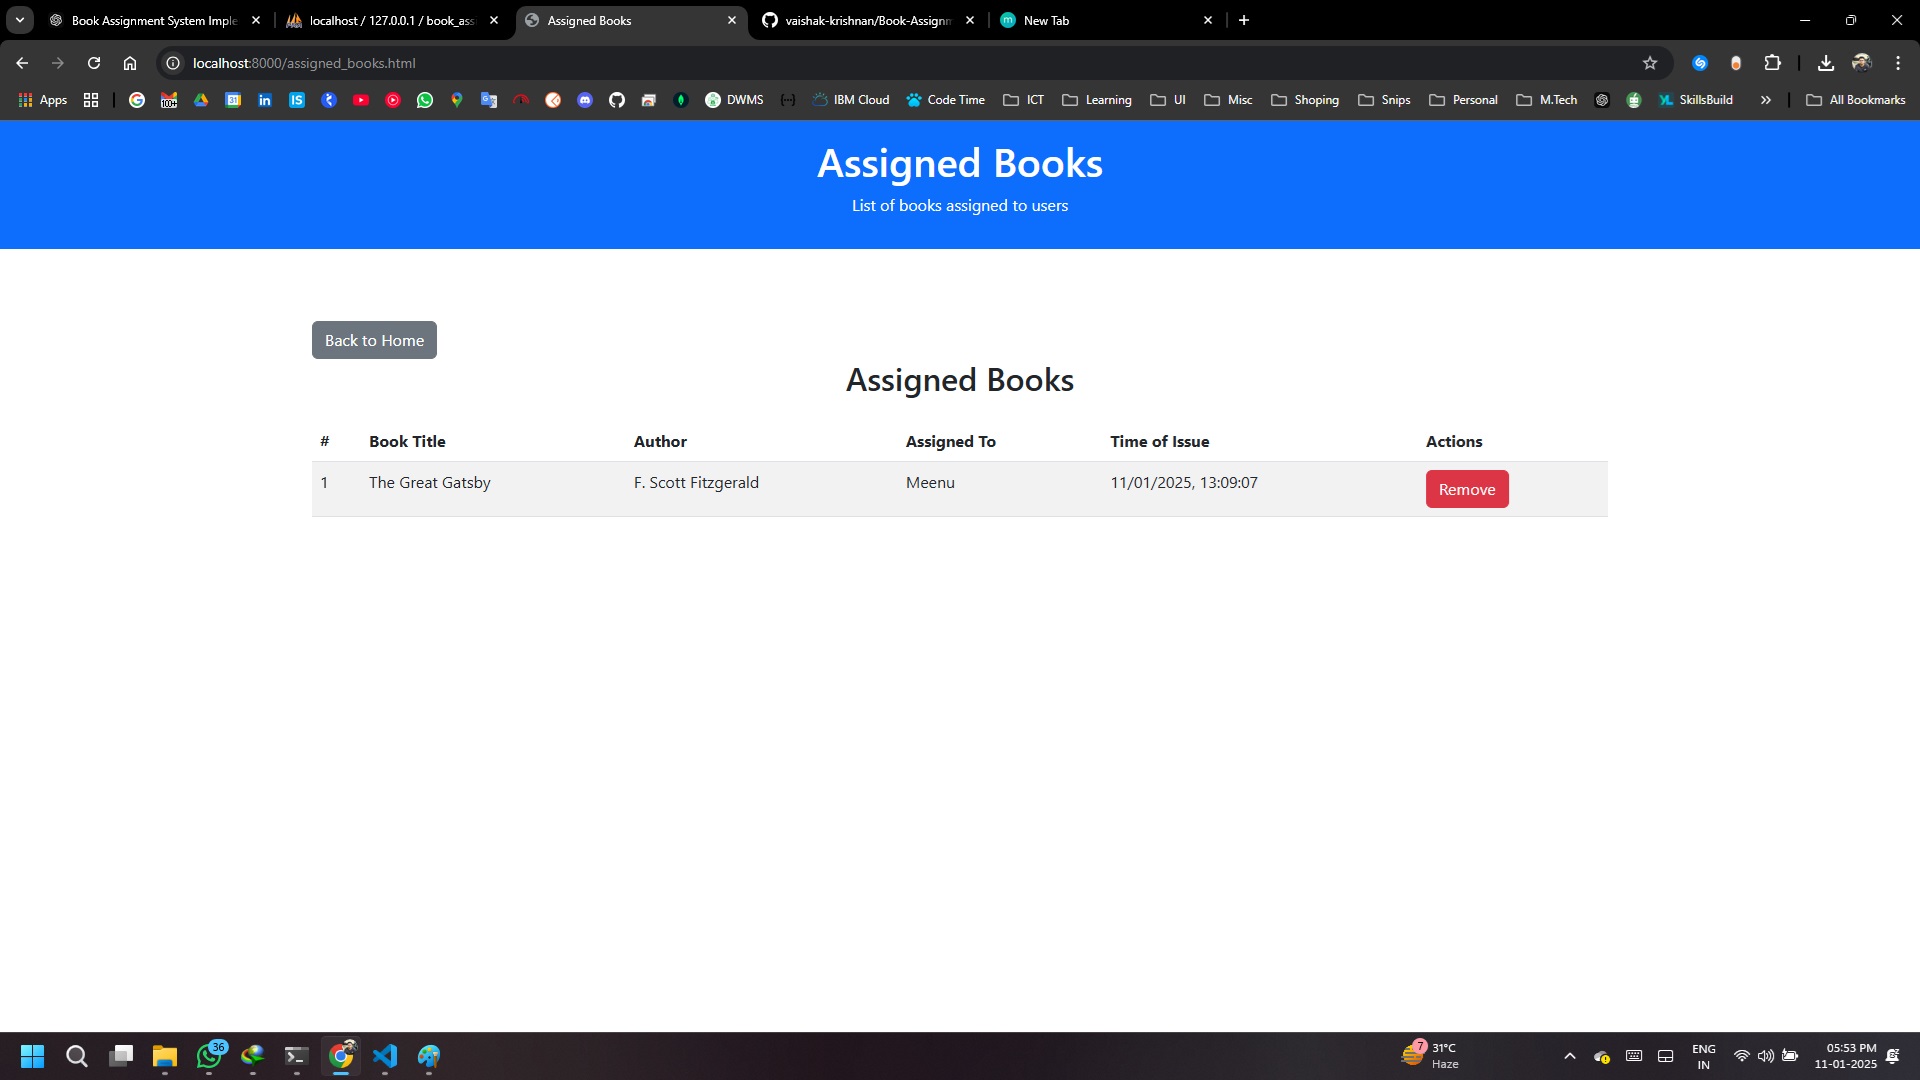 Book Assignment System Imple
localhost / 127.0.0.1 / book_assi
Assigned Books
vaishak-krishnan/Book-Assignm
New Tab
localhost:8000/assigned_books.html
Apps
100+
31
DWMS
IBM Cloud
Code Time
ICT
Learning
UI
Misc
Shoping
Snips
Personal
M.Tech
SkillsBuild
All Bookmarks
Assigned Books
List of books assigned to users
Back to Home
Assigned Books
# Book Title Author Assigned To Time of Issue Actions
1 The Great Gatsby F. Scott Fitzgerald Meenu 11/01/2025, 13:09:07 Remove
36
7
31°C
Haze
ENG
IN
05:53 PM
11-01-2025